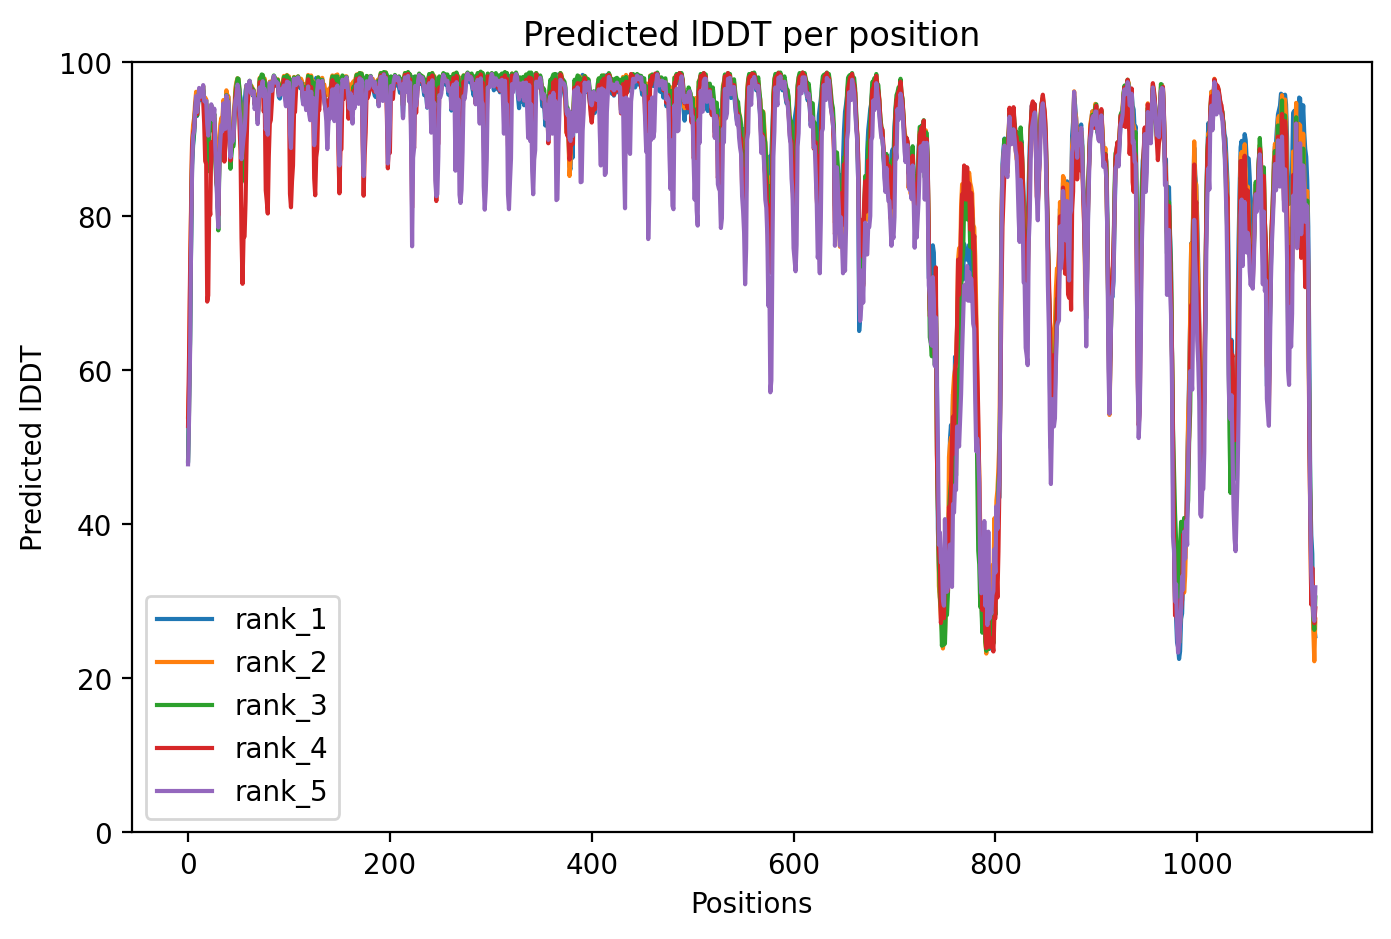 Predicted lDDT per position
Predicted lDDT
100
80
60
40
20
0
rank_1
rank_2
rank_3
rank_4
rank_5
0 200 400 600 800 1000
Positions